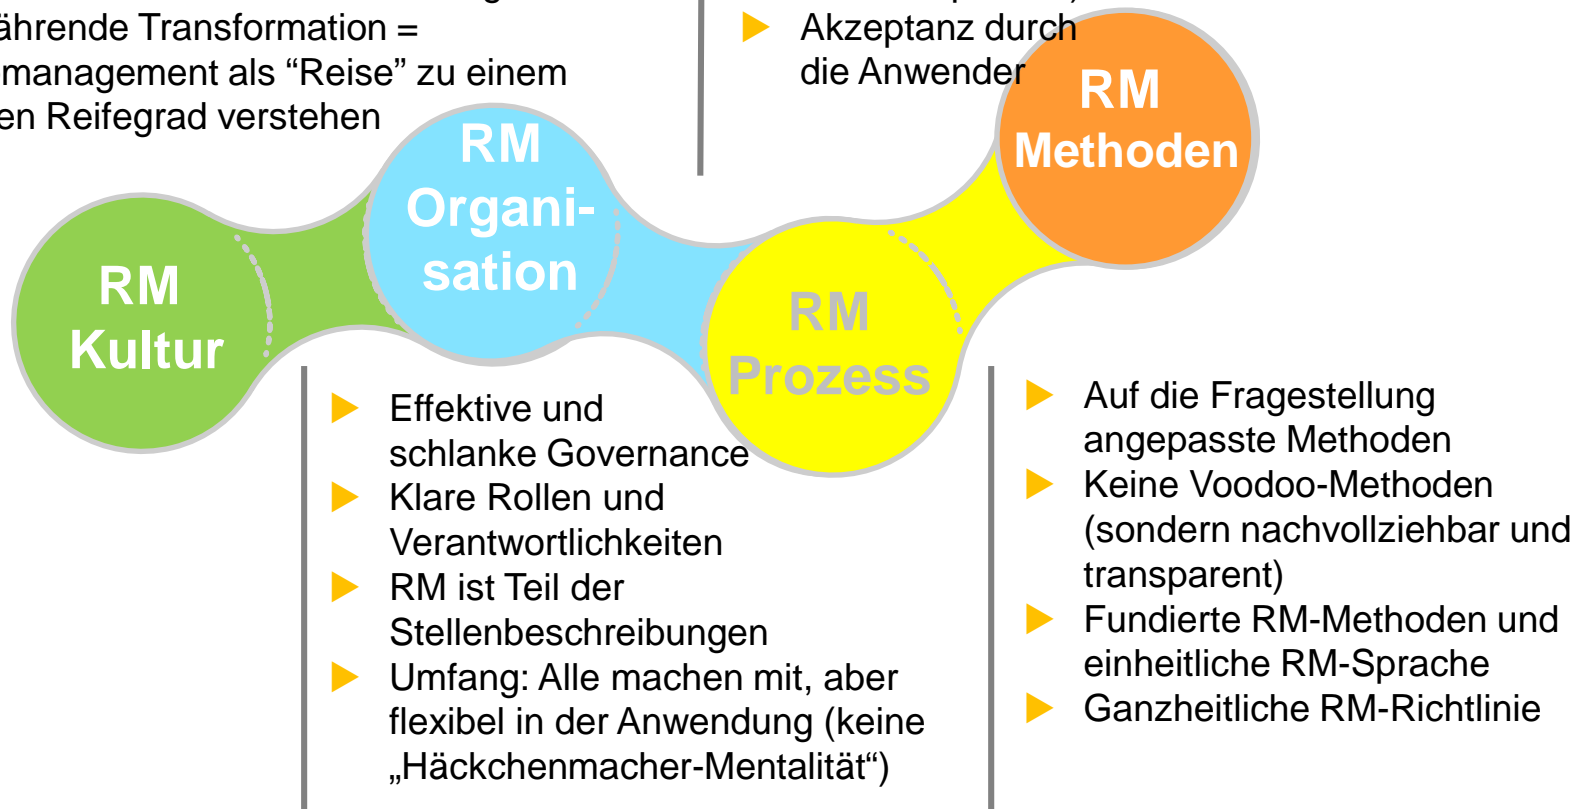 ährende Transformation =
management als “Reise” zu einem
en Reifegrad verstehen
Akzeptanz durch
die Anwender
RM
Kultur
RM
Organi-
sation
RM
Prozess
RM
Methoden
Effektive und
schlanke Governance
Klare Rollen und
Verantwortlichkeiten
RM ist Teil der
Stellenbeschreibungen
Umfang: Alle machen mit, aber
flexibel in der Anwendung (keine
„Häckchenmacher-Mentalität“)
Auf die Fragestellung
angepasste Methoden
Keine Voodoo-Methoden
(sondern nachvollziehbar und
transparent)
Fundierte RM-Methoden und
einheitliche RM-Sprache
Ganzheitliche RM-Richtlinie